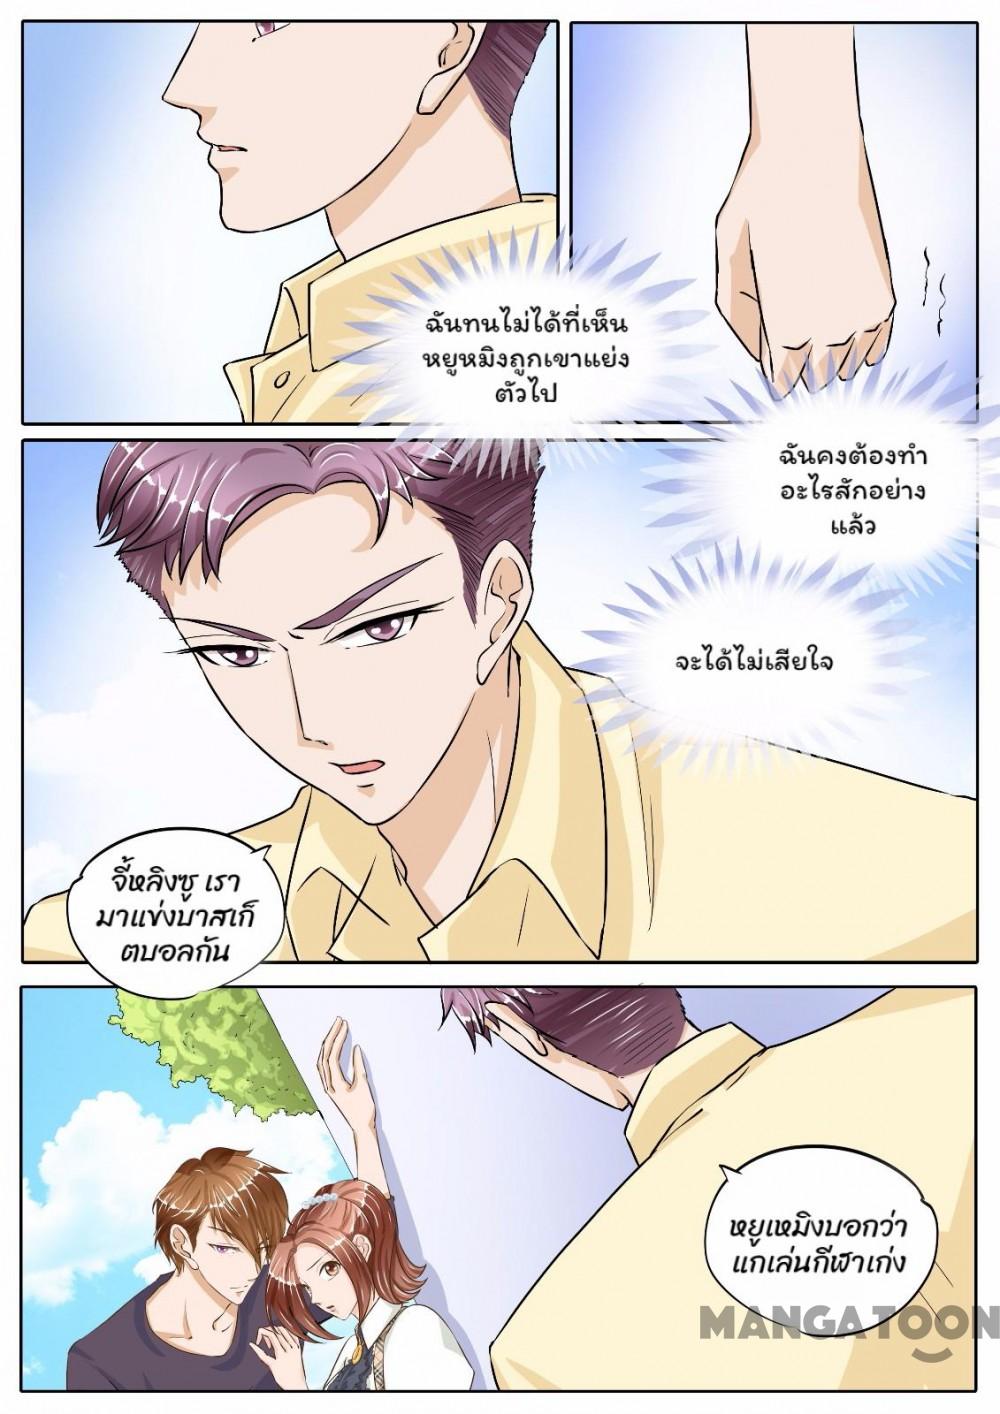 ฉันทนไม่ได้ที่เห็น
หยูหมิงถูกเขาแย่ง
ตัวไป
ฉันคงต้องทำ
อะไรสักอย่าง
แล้ว
จะได้ไม่เสียใจ
จี้หลิงซู เรา
มาแข่งบาสเก็
ตบอลกัน
หยูเหมิงบอกว่า
แกเล่นกีฬาเก่ง
MANGATOON